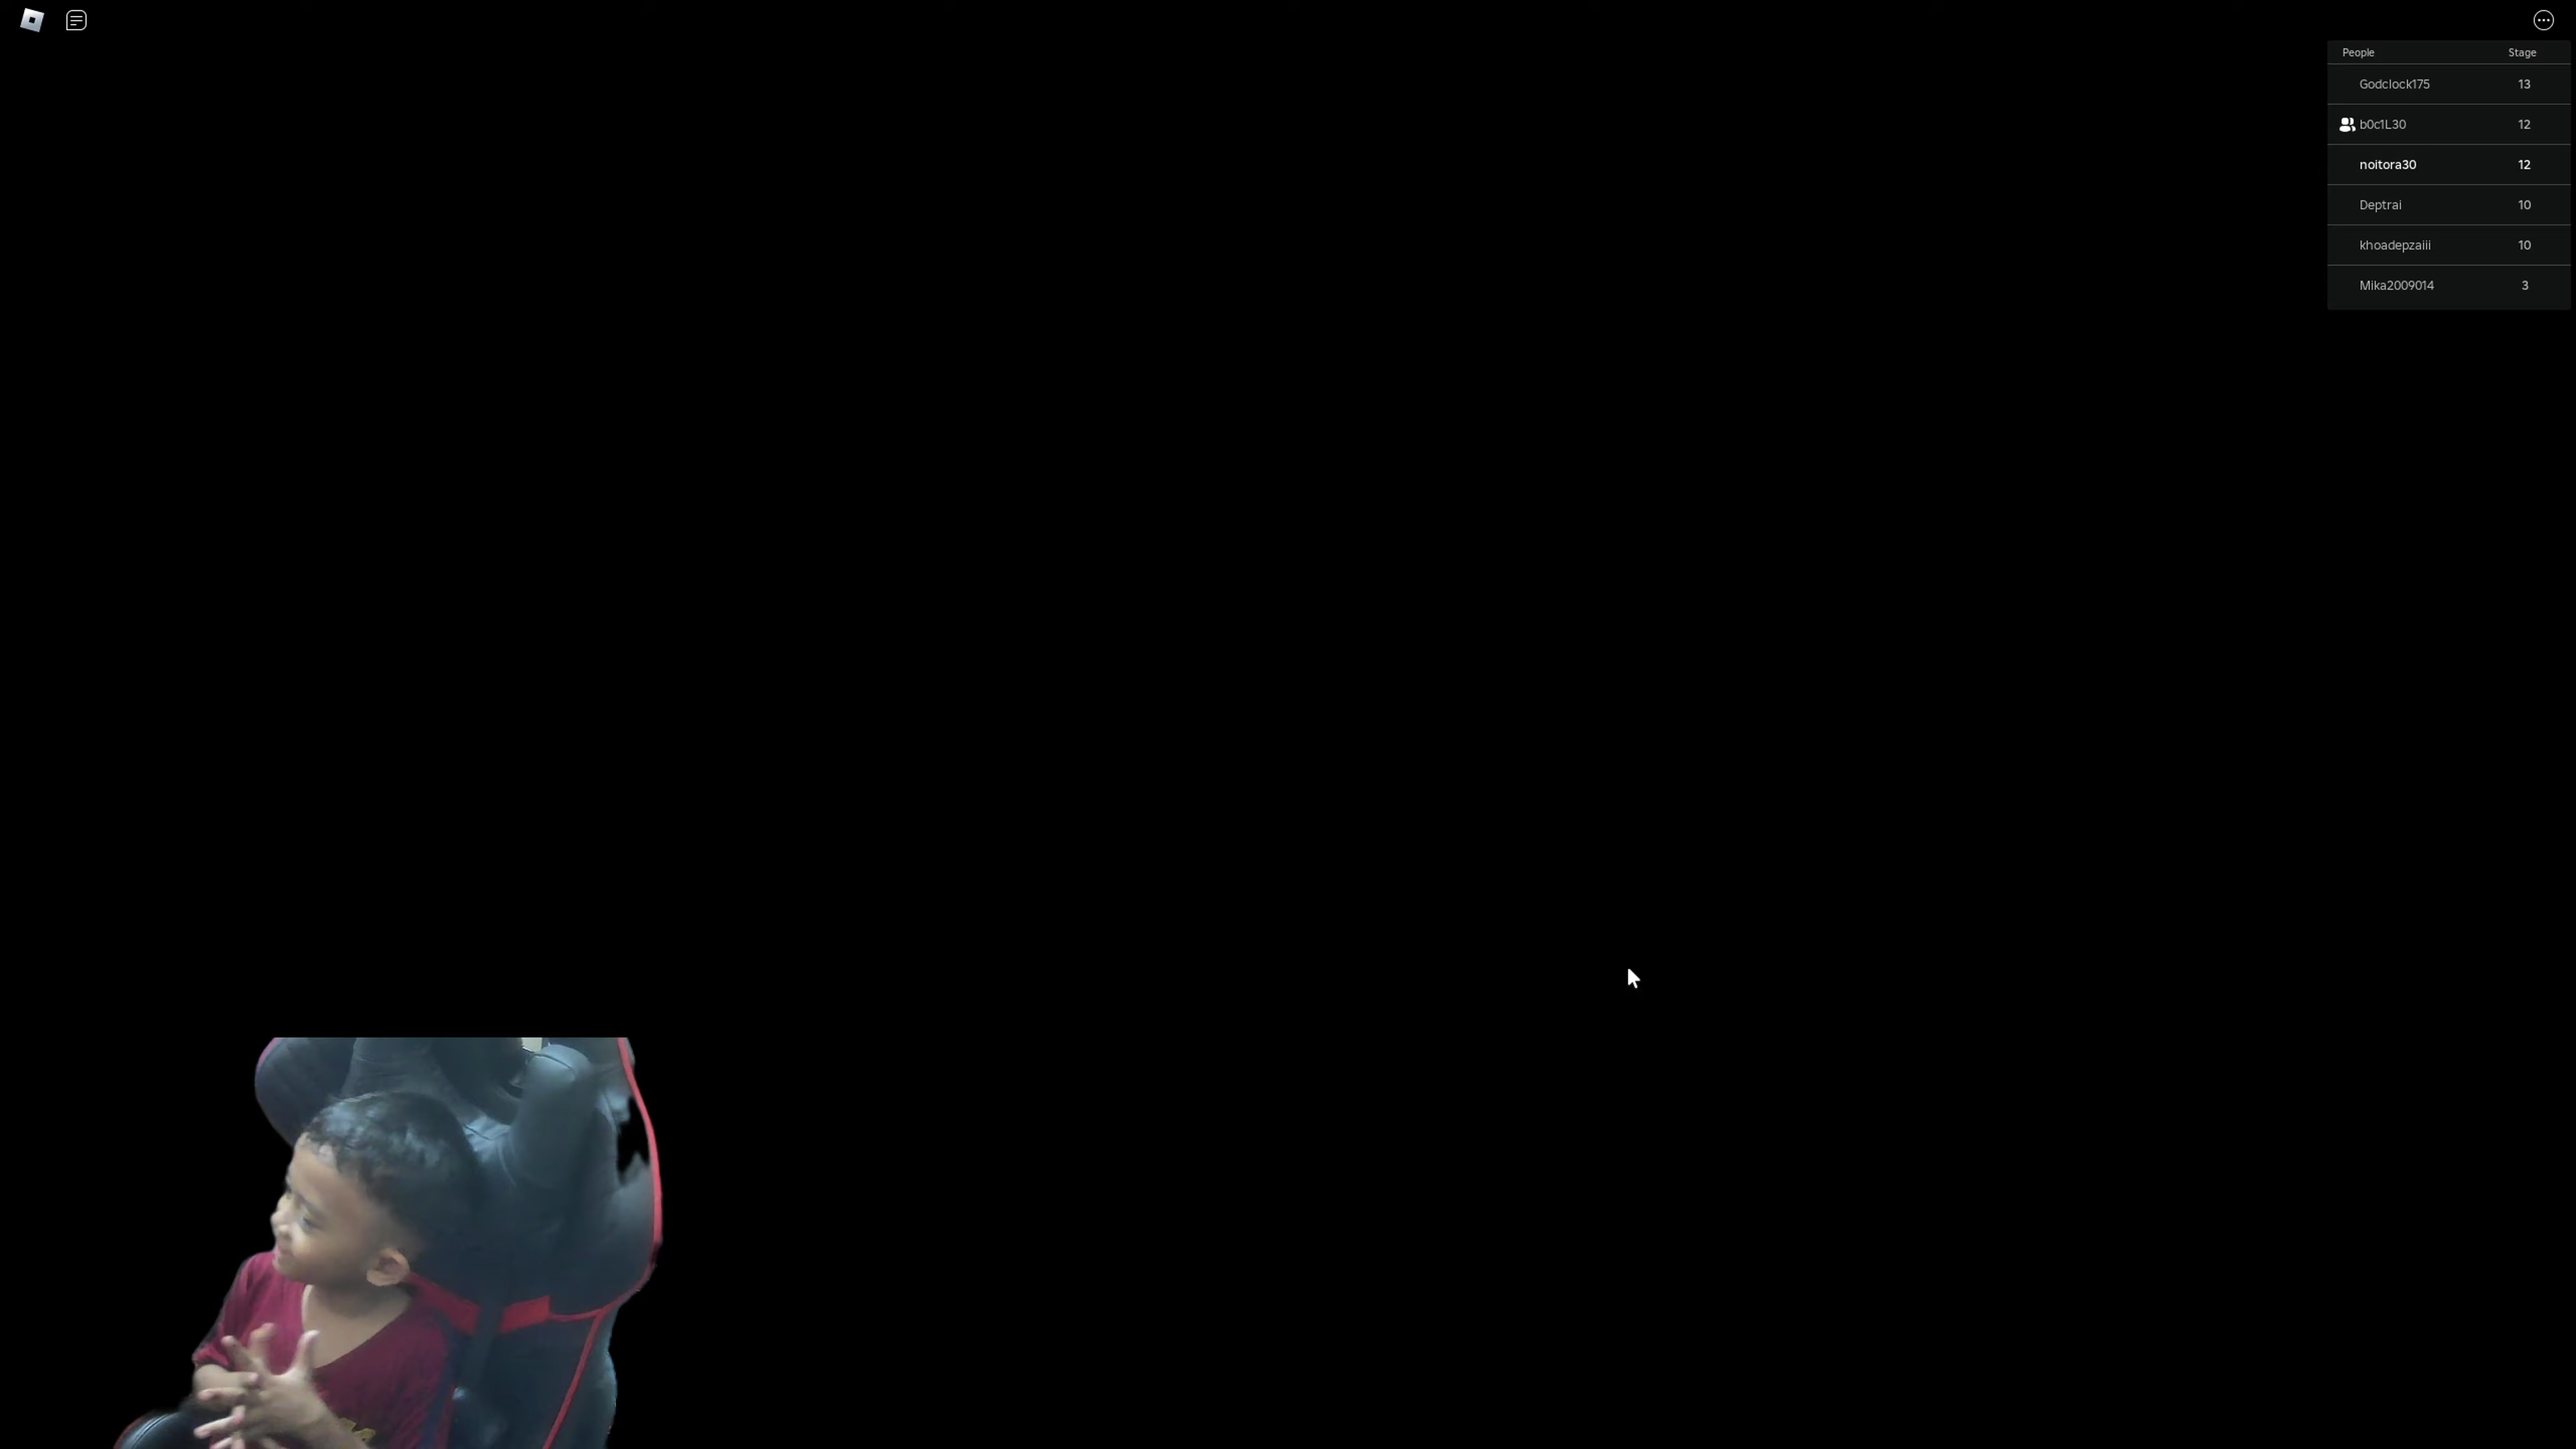 People Stage
Godclock175 13
b0c1L30 12
noitora30 12
Deptrai 10
khoadepzaiii 10
Mika2009014 3